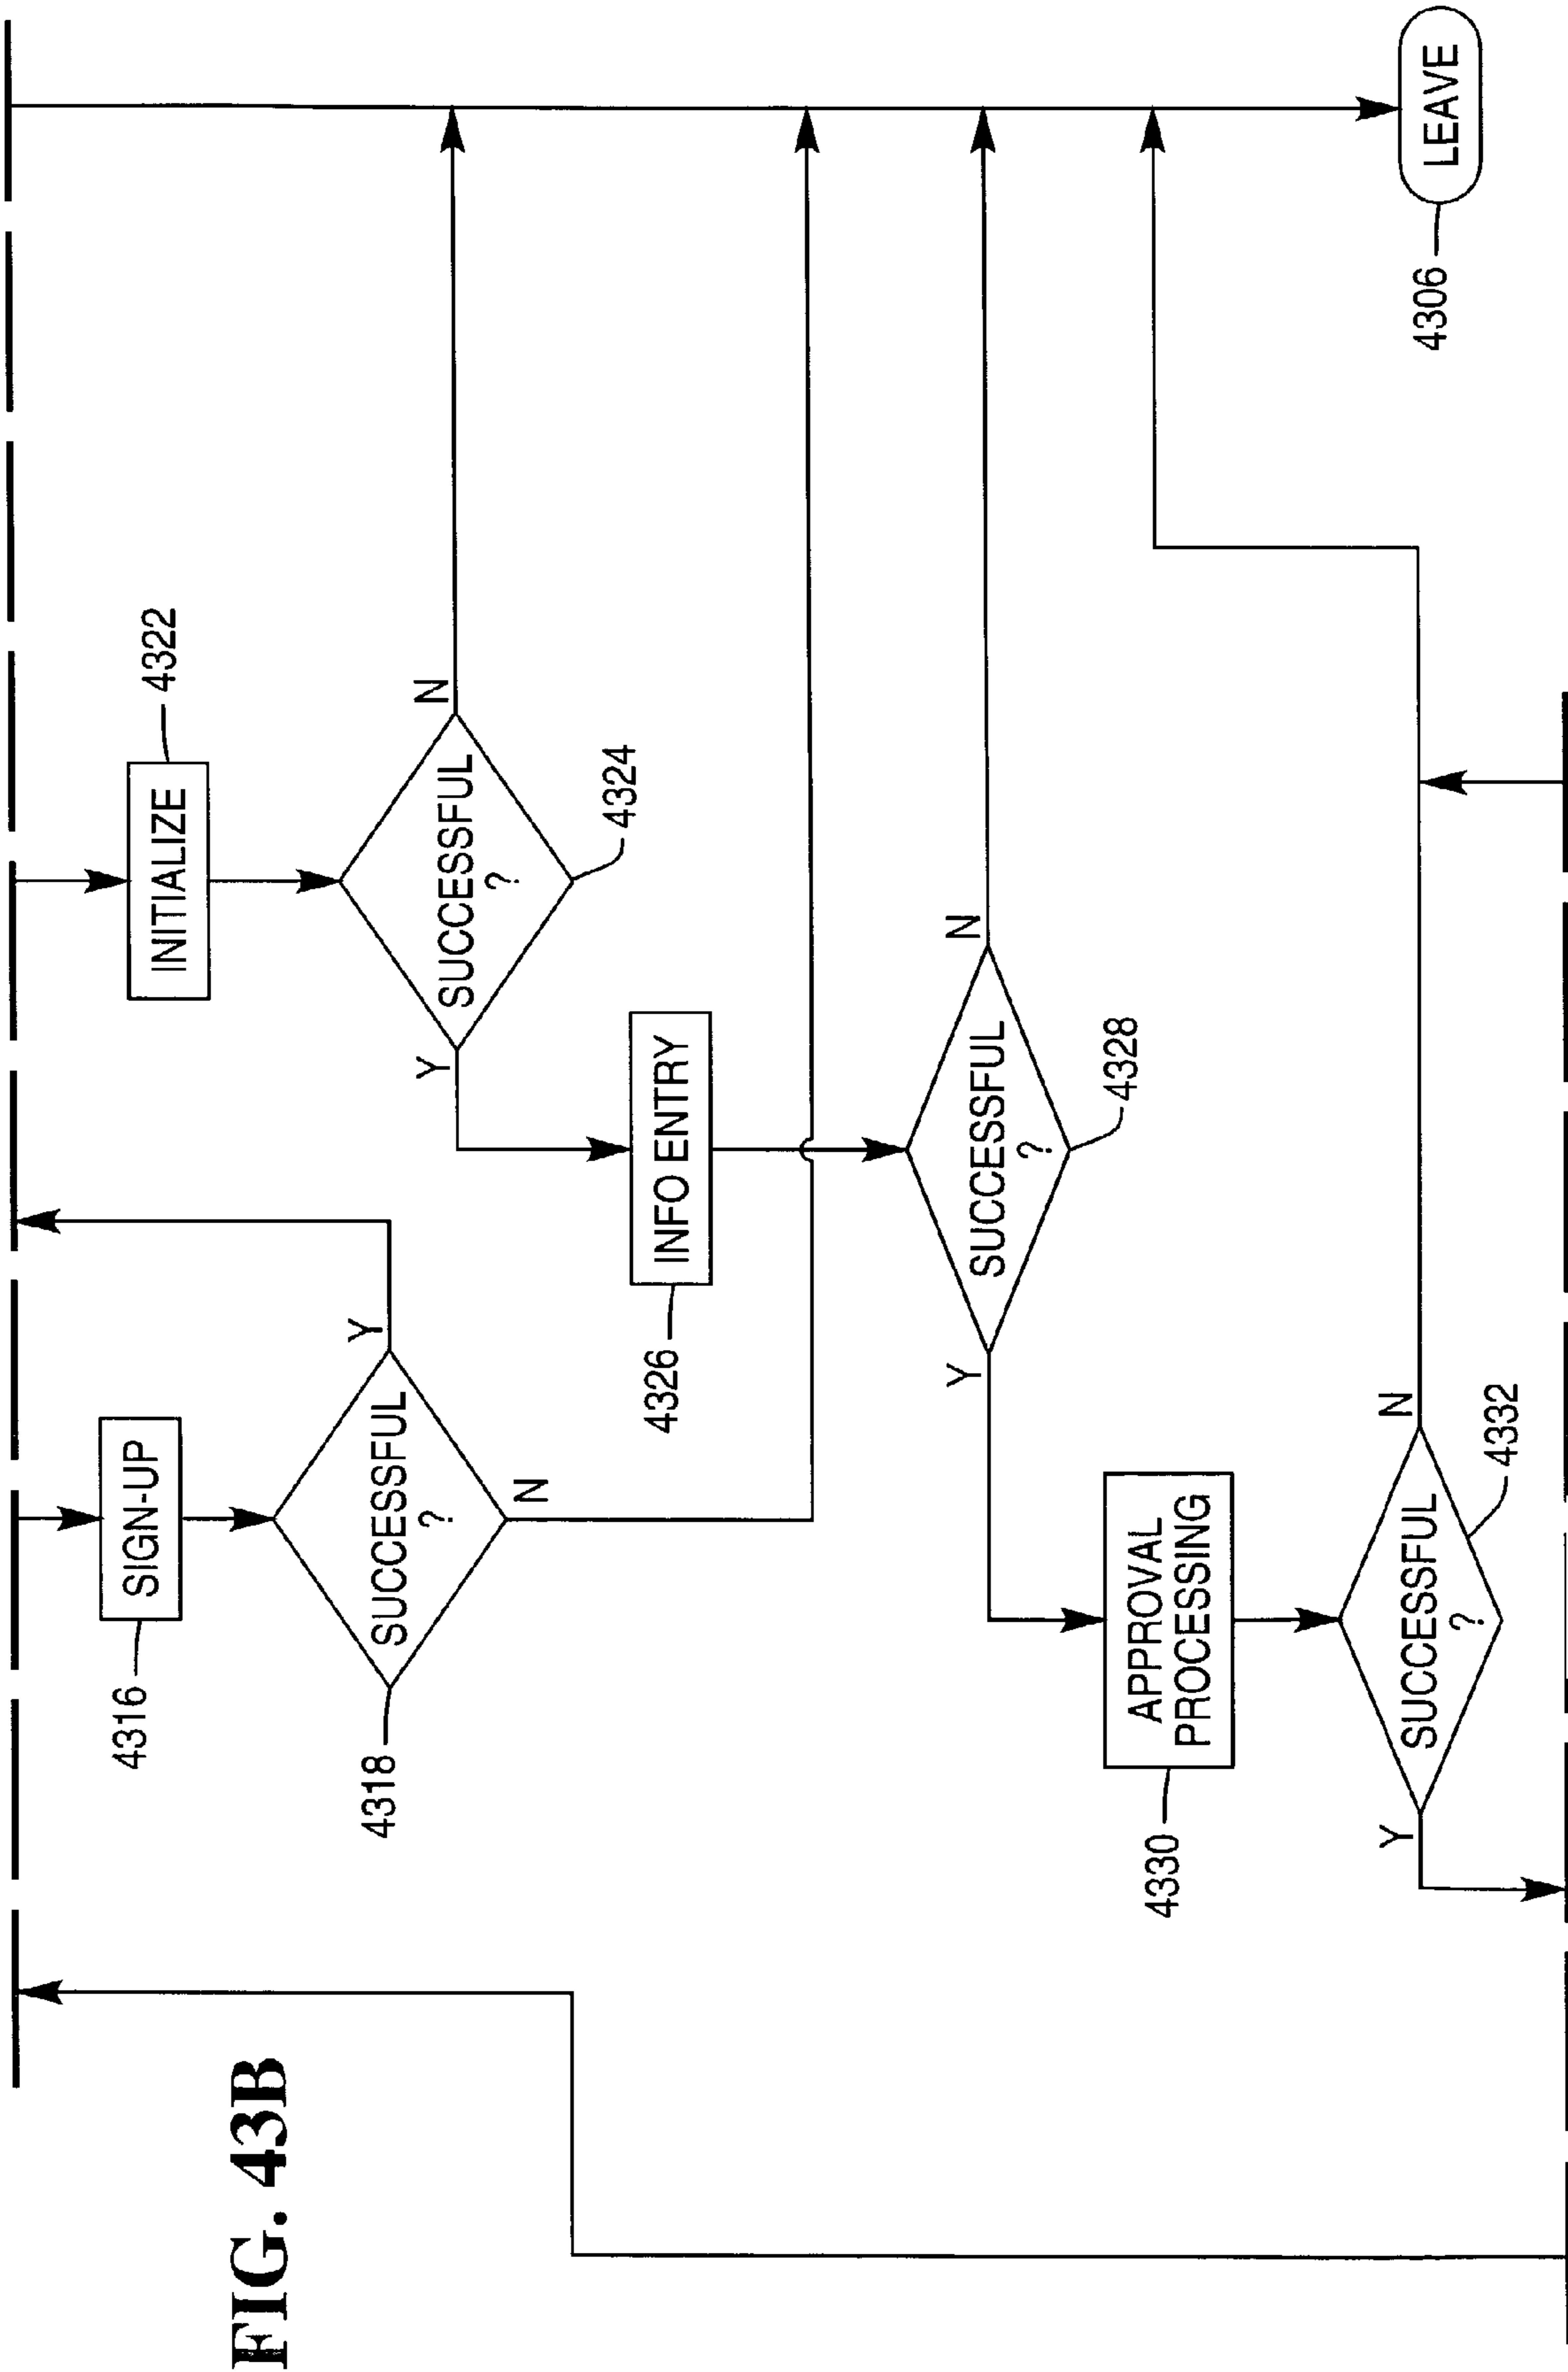 FIG. 43B
4316
SIGN-UP
4318
SUCCESSFUL
?
Y
N
INITIALIZE
4322
SUCCESSFUL
?
4324
Y
N
4326
INFO ENTRY
SUCCESSFUL
?
4328
Y
N
4330
APPROVAL
PROCESSING
SUCCESSFUL
?
4332
Y
N
4306
LEAVE